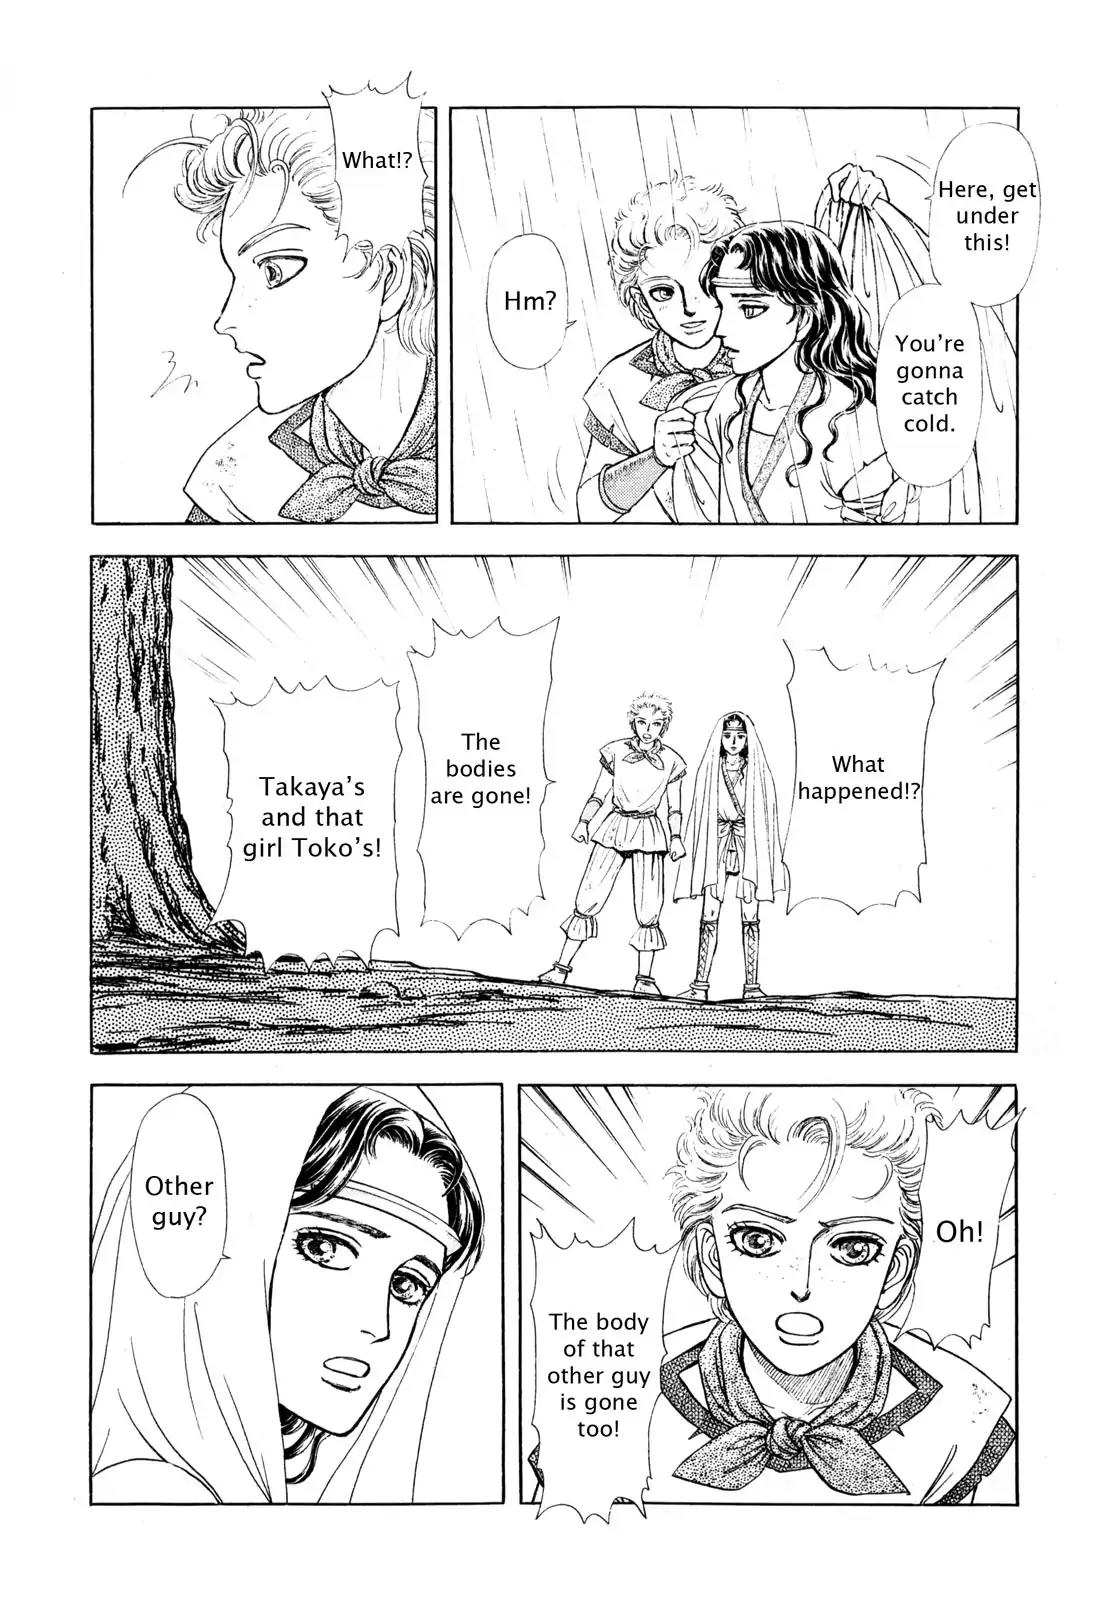 Here, get
under
this!
You're
gonna
catch
cold.
Hm?
What!?
What
happened!?
The
bodies
are gone!
Takaya's
and that
girl Toko's!
Oh!
The body
of that
other guy
is gone
too!
Other
guy?